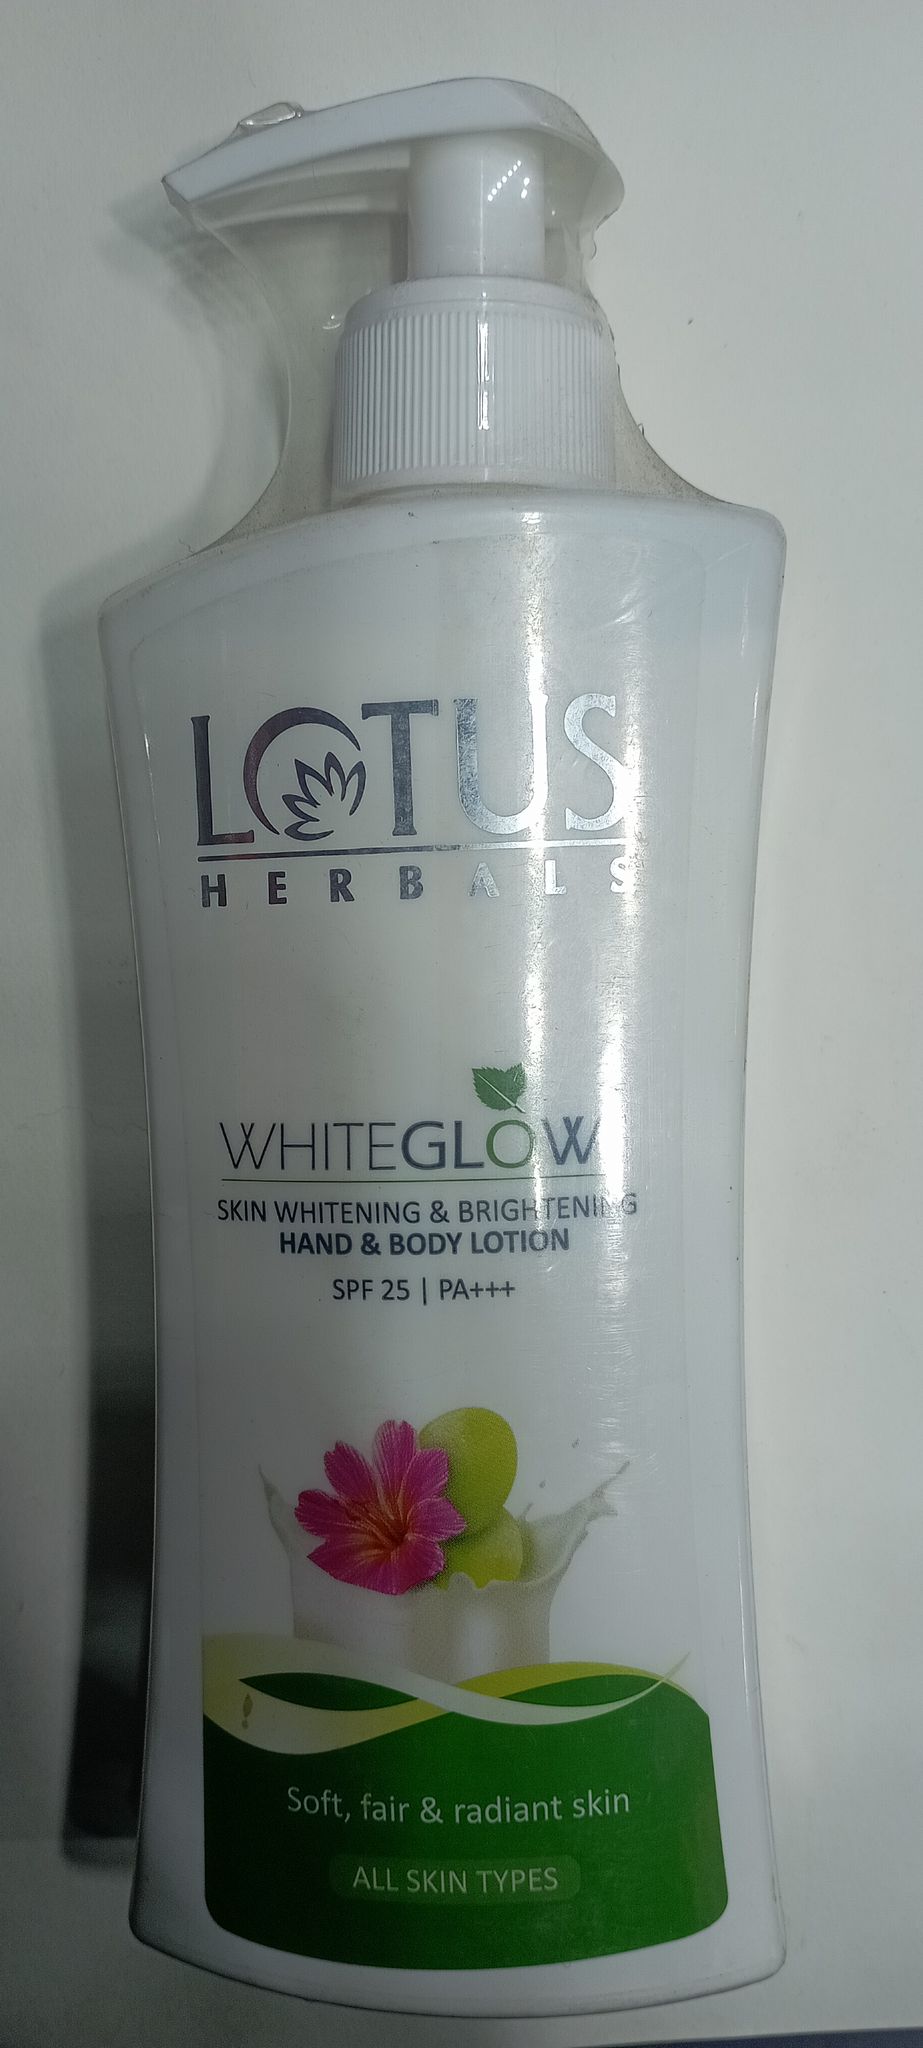 LOTUS
HERBALS
WHITEGLOW
SKIN WHITENING & BRIGHTENING
HAND & BODY LOTION
SPF 25 | PA+++
Soft, fair & radiant skin
ALL SKIN TYPES